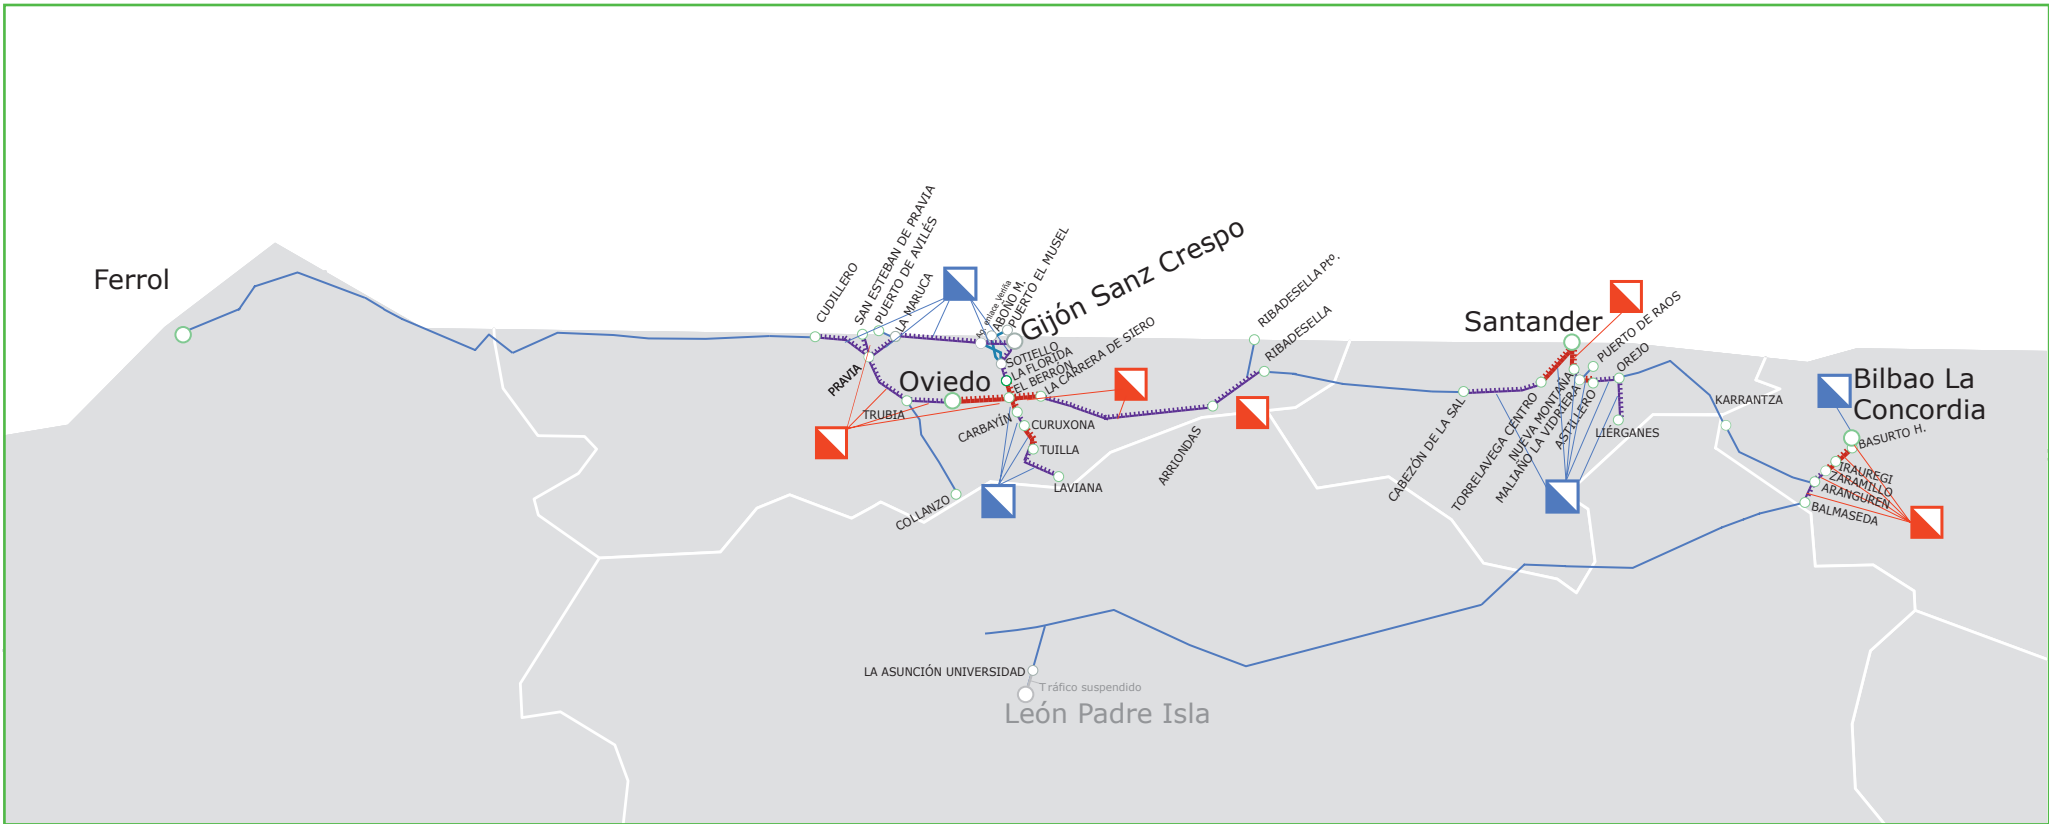 Ferrol
CUDILLERO
SAN ESTEBAN DE PRAVIA
PUERTO DE AVILÉS
LA MARUCA
ABOÑO M.
PUERTO EL MUSEL
Gijón Sanz Crespo
SOTIELLO
LA FLORIDA
EL BERRÓN
LA CARRERA DE SIERO
PRAVIA
Oviedo
TRUBIA
CARBAYÍN
CURUXONA
TUILLA
LAVIANA
COLLANZO
ARRIONDAS
RIBADESELLA Ptº.
RIBADESELLA
Santander
PUERTO DE RAOS
OREJO
CABEZÓN DE LA SAL
TORRELAVEGA CENTRO
NUEVA MONTAÑA
MALIAÑO LA VIDRIERA
ASTILLERO
LIÉRGANES
KARRANTZA
Bilbao La
Concordia
BASURTO H.
IRAUREGI
ZARAMILLO
ARANGUREN
BALMASEDA
LA ASUNCIÓN UNIVERSIDAD
Tráfico suspendido
León Padre Isla